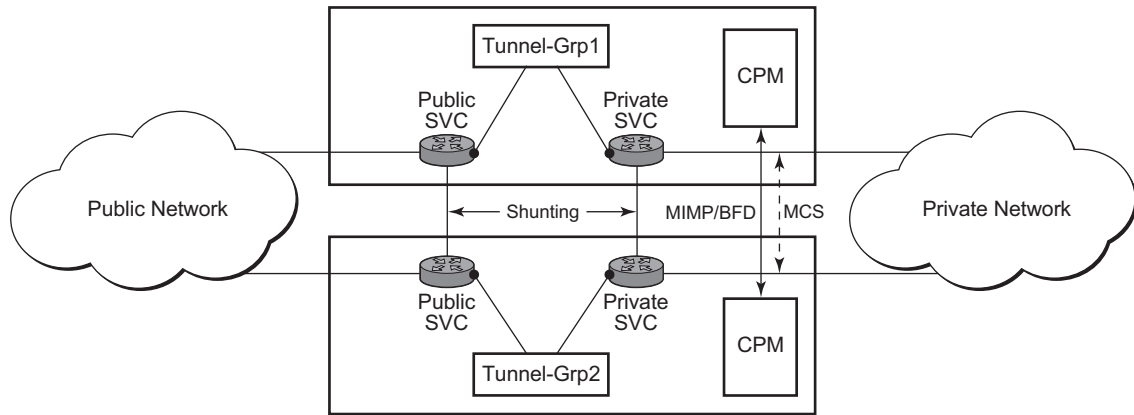 Tunnel-Grp1
CPM
Public
SVC
Private
SVC
Public Network
Shunting
MIMP/BFD
MCS
Private Network
Public
SVC
Private
SVC
CPM
Tunnel-Grp2